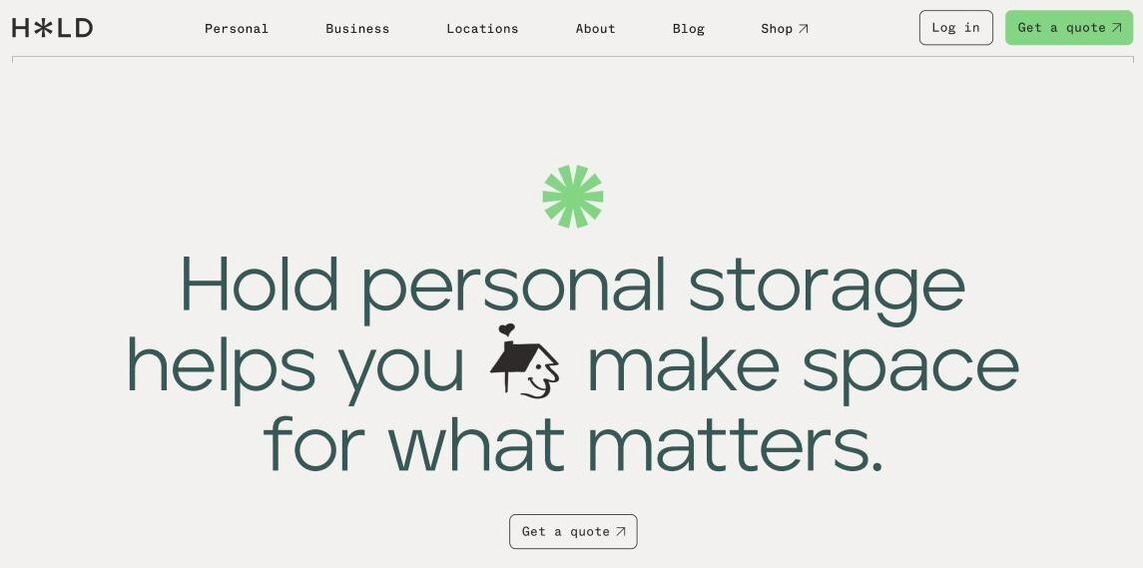 H*LD
Personal
Business
Locations
About
Blog
Shop
Log in
Get a quote
Hold personal storage
helps you make space
for what matters.
Get a quote